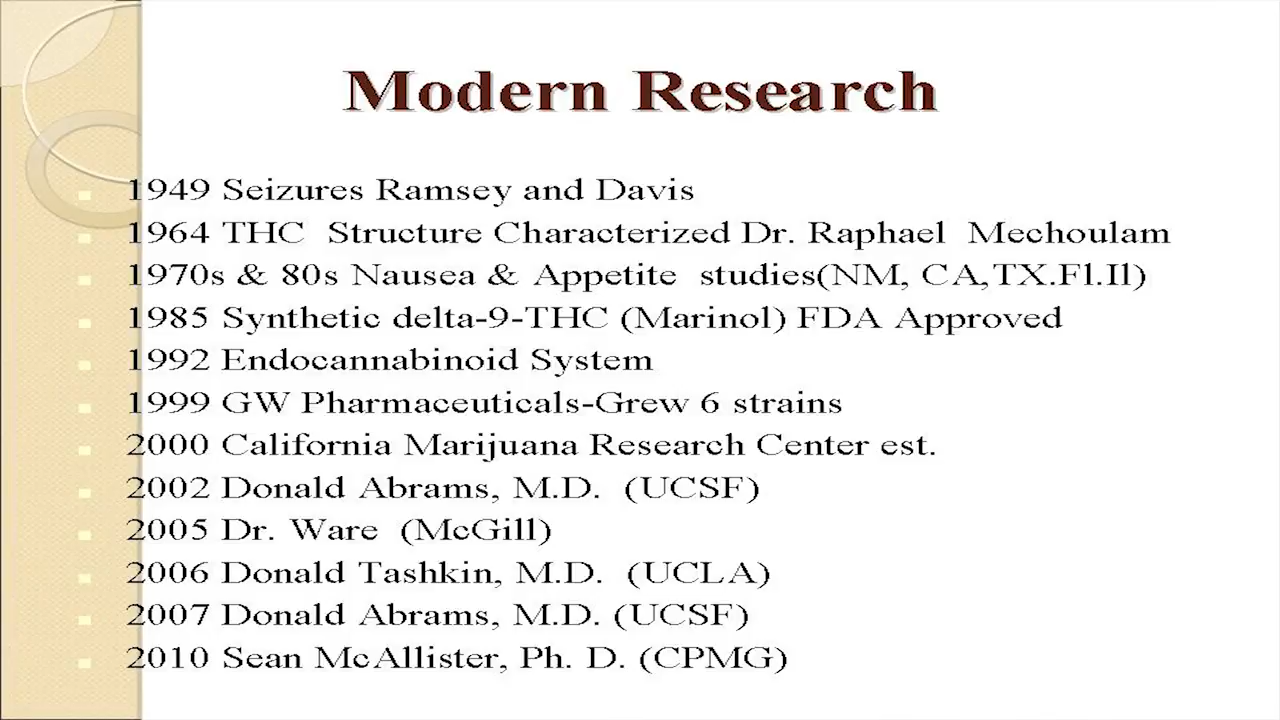 Modern Research
1949 Seizures Ramsey and Davis
1964 THC Structure Characterized Dr. Raphael Mechoulam
1970s & 80s Nausea & Appetite studies(NM, CA,TX.Fl.Il)
1985 Synthetic delta-9-THC (Marinol) FDA Approved
1992 Endocannabinoid System
1999 GW Pharmaceuticals-Grew 6 strains
2000 California Marijuana Research Center est.
2002 Donald Abrams, M.D. (UCSF)
2005 Dr. Ware (McGill)
2006 Donald Tashkin, M.D. (UCLA)
2007 Donald Abrams, M.D. (UCSF)
2010 Sean McAllister, Ph. D. (CPMG)